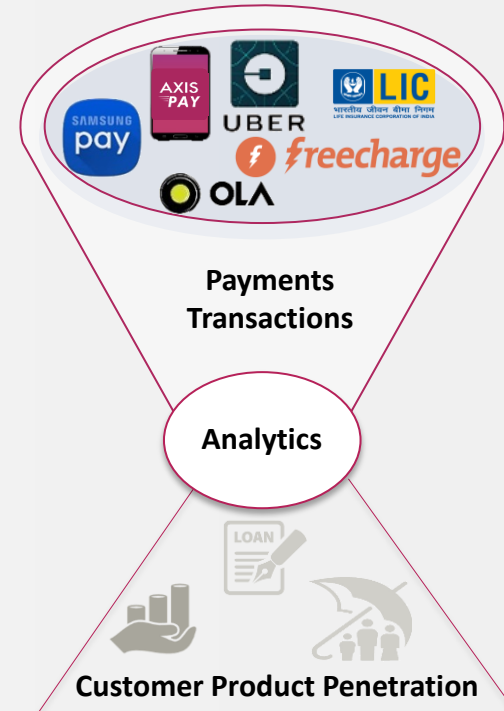 AXIS
PAY
UBER
LIC
भारतीय जीवन बीमा निगम
LIFE INSURANCE CORPORATION OF INDIA
SAMSUNG
pay
freecharge
OLA
Payments
Transactions
Analytics
LOAN
Customer Product Penetration